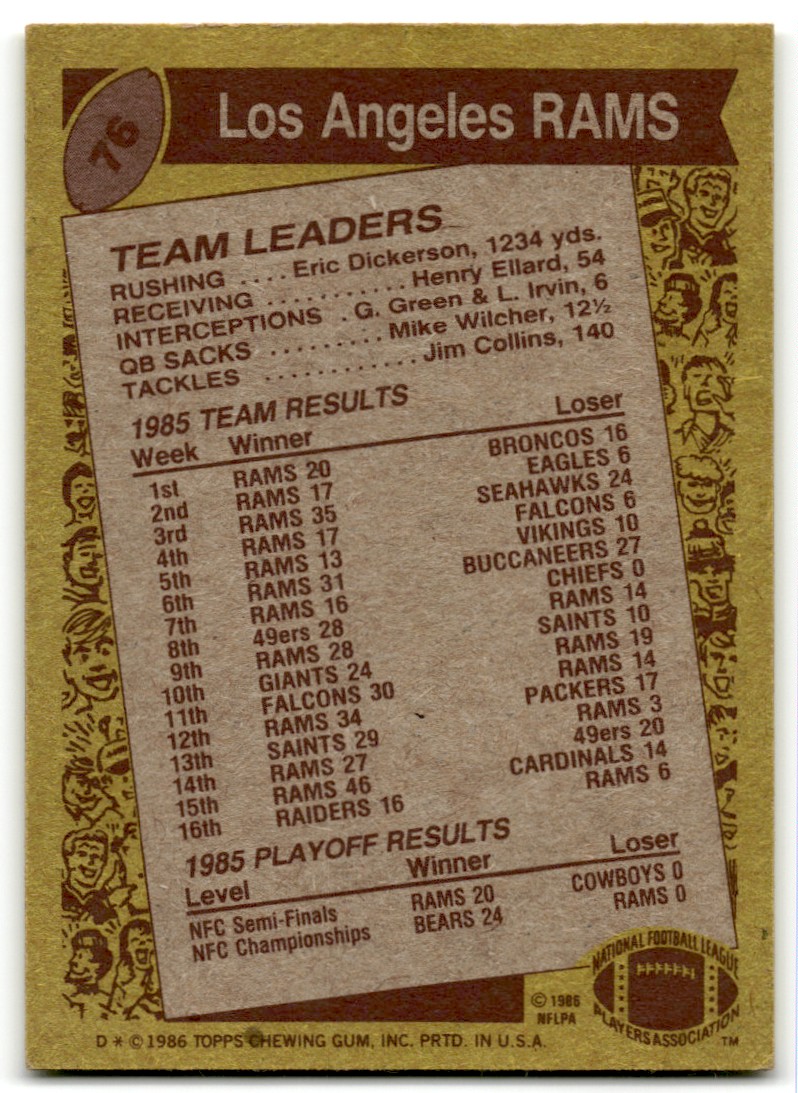 76
Los Angeles RAMS
TEAM LEADERS
RUSHING .... Eric Dickerson, 1234 yds.
RECEIVING .......... Henry Ellard, 54
INTERCEPTIONS . G. Green & L. Irvin, 6
QB SACKS ......... Mike Wilcher, 12½
TACKLES ............ Jim Collins, 140
1985 TEAM RESULTS
Week Winner Loser
1st RAMS 20 BRONCOS 16
2nd RAMS 17 EAGLES 6
3rd RAMS 35 SEAHAWKS 24
4th RAMS 17 FALCONS 6
5th RAMS 13 VIKINGS 10
6th RAMS 31 BUCCANEERS 27
7th RAMS 16 CHIEFS 0
8th 49ers 28 RAMS 14
9th RAMS 28 SAINTS 10
10th GIANTS 24 RAMS 19
11th FALCONS 30 RAMS 14
12th RAMS 34 PACKERS 17
13th SAINTS 29 RAMS 3
14th RAMS 27 49ers 20
15th RAMS 46 CARDINALS 14
16th RAIDERS 16 RAMS 6
1985 PLAYOFF RESULTS
Level Winner Loser
NFC Semi-Finals RAMS 20 COWBOYS 0
NFC Championships BEARS 24 RAMS 0
NATIONAL FOOTBALL LEAGUE
PLAYERS ASSOCIATION
TM
© 1986
NFLPA
D * © 1986 TOPPS CHEWING GUM, INC. PRTD. IN U.S.A.